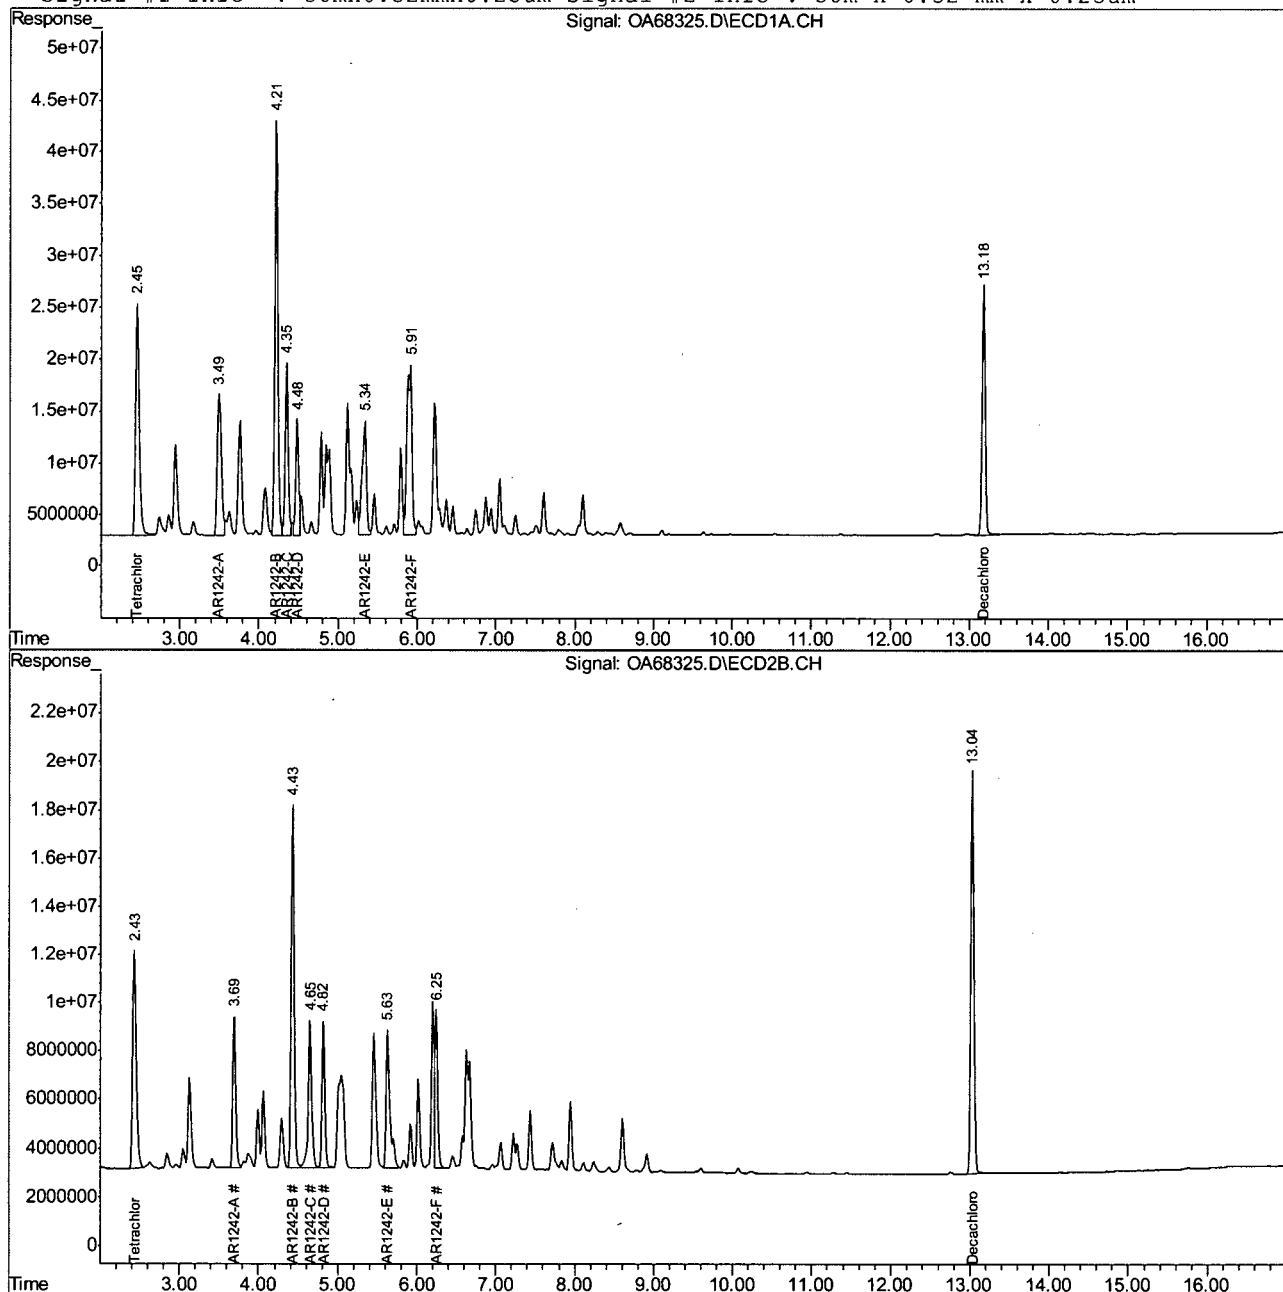 Signal: OA68325.D\ECD1A.CH
Response_
5e+07
4.5e+07
4e+07
3.5e+07
3e+07
2.5e+07
2e+07
1.5e+07
1e+07
5000000
0
2.45
3.49
4.21
4.35
4.48
5.34
5.91
13.18
Tetrachlor
AR1242-A
AR1242-B
AR1242-C
AR1242-D
AR1242-E
AR1242-F
Decachloro
Time 3.00 4.00 5.00 6.00 7.00 8.00 9.00 10.00 11.00 12.00 13.00 14.00 15.00 16.00
Response_
Signal: OA68325.D\ECD2B.CH
2.2e+07
2e+07
1.8e+07
1.6e+07
1.4e+07
1.2e+07
1e+07
8000000
6000000
4000000
2000000
0
2.43
3.69
4.43
4.65
4.82
5.63
6.25
13.04
Tetrachlor
AR1242-A #
AR1242-B #
AR1242-C #
AR1242-D #
AR1242-E #
AR1242-F #
Decachloro
Time 3.00 4.00 5.00 6.00 7.00 8.00 9.00 10.00 11.00 12.00 13.00 14.00 15.00 16.00